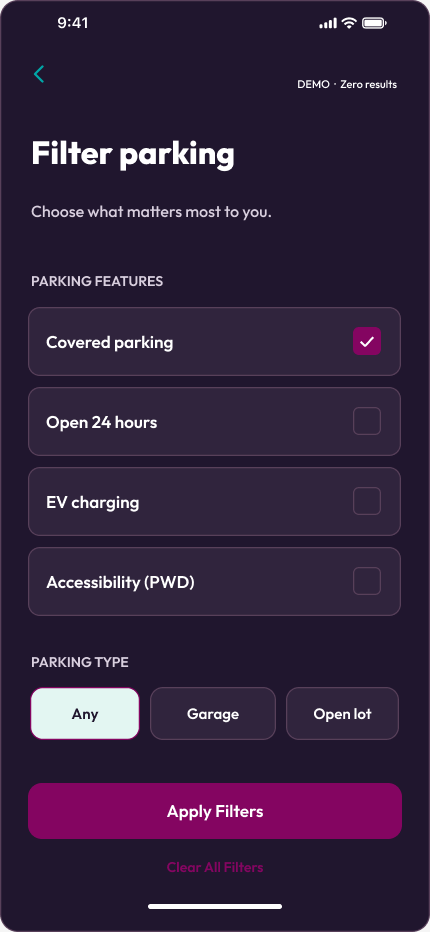 9:41
DEMO · Zero results
Filter parking
Choose what matters most to you.
PARKING FEATURES
Covered parking
Open 24 hours
EV charging
Accessibility (PWD)
PARKING TYPE
Any Garage Open lot
Apply Filters
Clear All Filters